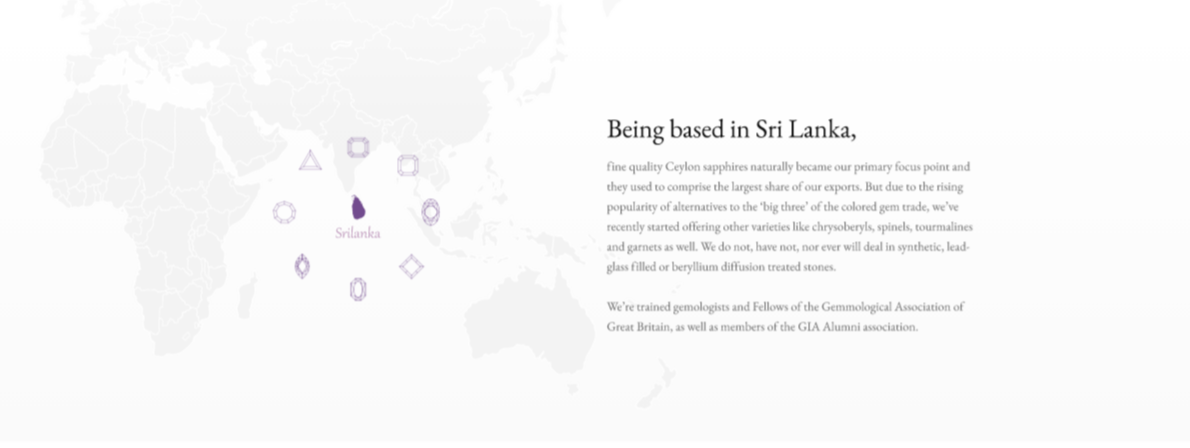 Being based in Sri Lanka,
fine quality Ceylon sapphires naturally became our primary focus point and
they used to comprise the largest share of our exports. But due to the rising
popularity of alternatives to the ‘big three’ of the colored gem trade, we’ve
recently started offering other varieties like chrysoberyls, spinels, tourmalines
and garnets as well. We do not, have not, nor ever will deal in synthetic, lead-
glass filled or beryllium diffusion treated stones.
We’re trained gemologists and Fellows of the Gemmological Association of
Great Britain, as well as members of the GIA Alumni association.
Srilanka